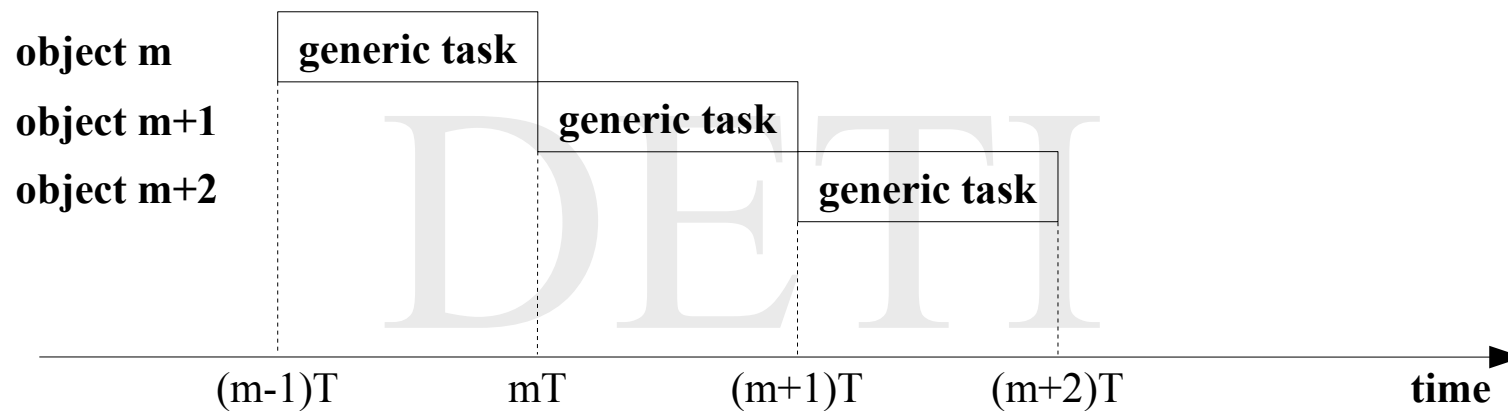 object m generic task
object m+1 generic task
object m+2 generic task
DETI
(m-1)T mT (m+1)T (m+2)T time